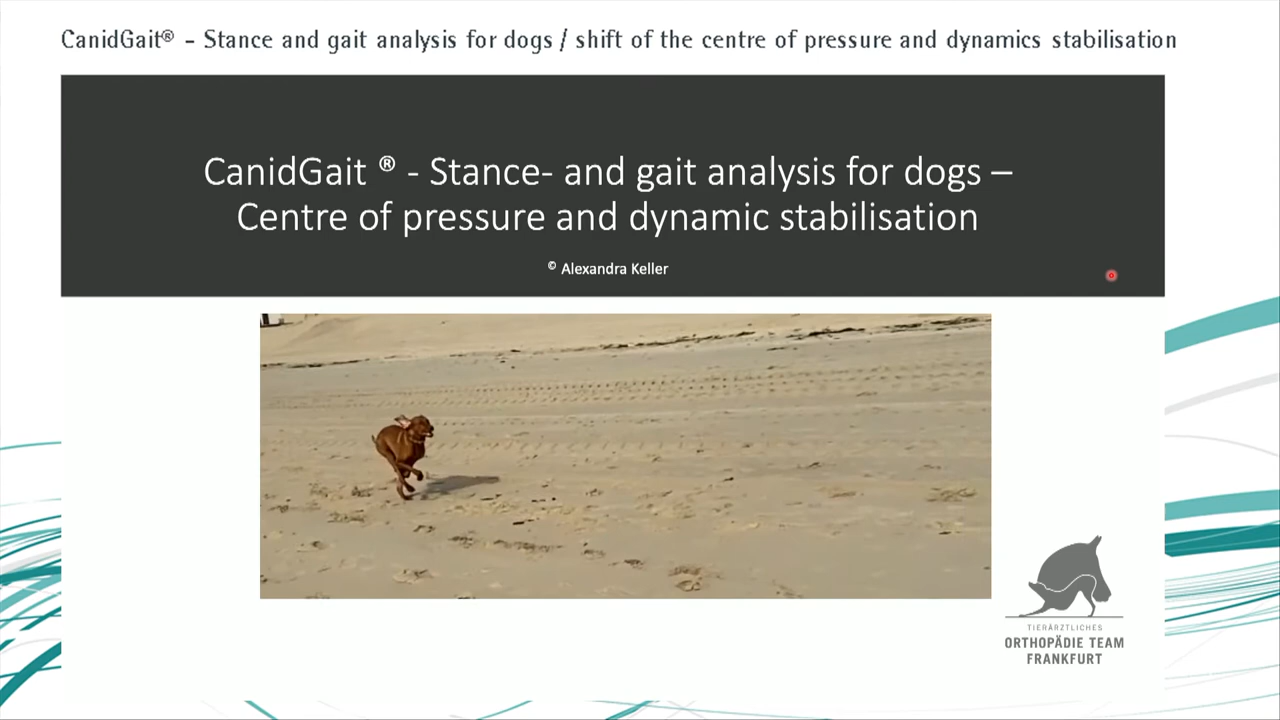 CanidGait® - Stance and gait analysis for dogs / shift of the centre of pressure and dynamics stabilisation
CanidGait ® - Stance- and gait analysis for dogs –
Centre of pressure and dynamic stabilisation
© Alexandra Keller
TIERÄRZTLICHES
ORTHOPÄDIE TEAM
FRANKFURT